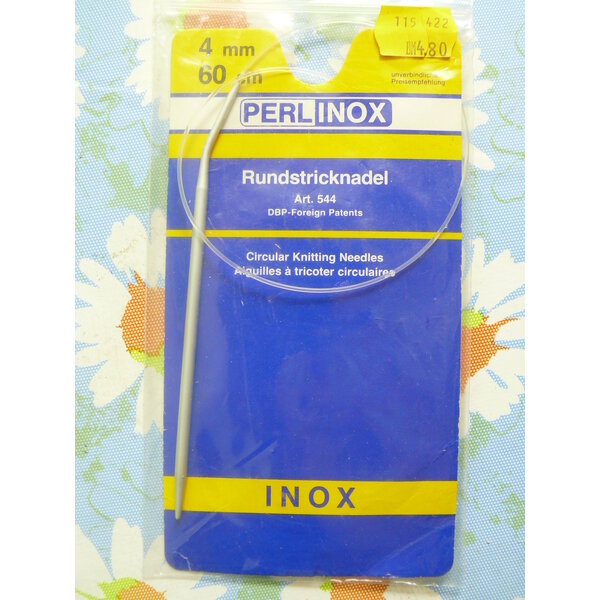 115 422
DM4,80
4 mm
60 cm
unverbindliche
Preisempfehlung
PERLINOX
Rundstricknadel
Art. 544
DBP-Foreign Patents
Circular Knitting Needles
Aiguilles à tricoter circulaires
INOX